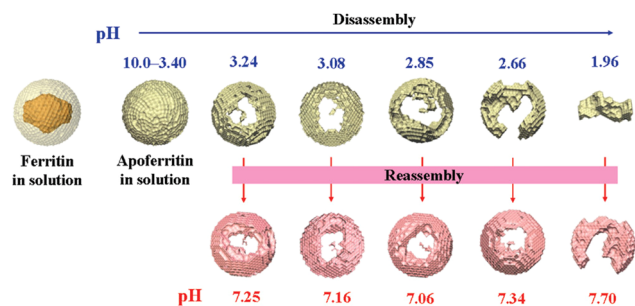 Disassembly
pH
10.0–3.40 3.24 3.08 2.85 2.66 1.96
Ferritin
in solution
Apoferritin
in solution
Reassembly
pH 7.25 7.16 7.06 7.34 7.70